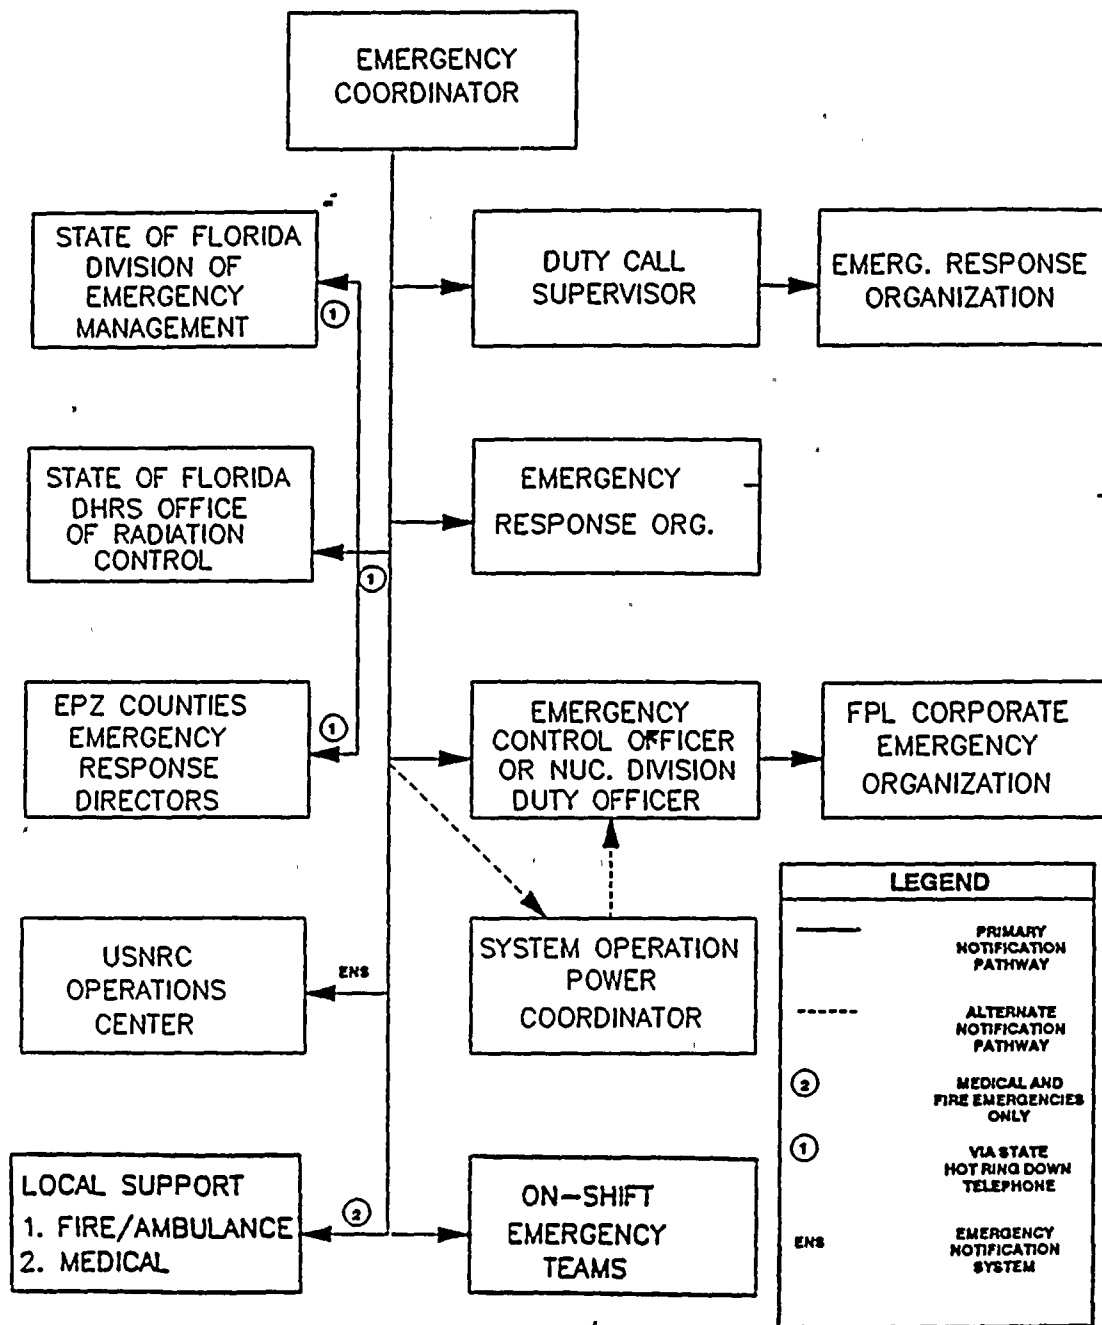 EMERGENCY
COORDINATOR
STATE OF FLORIDA
DIVISION OF
EMERGENCY
MANAGEMENT
1
DUTY CALL
SUPERVISOR
EMERG. RESPONSE
ORGANIZATION
STATE OF FLORIDA
DHRS OFFICE
OF RADIATION
CONTROL
1
EMERGENCY
RESPONSE ORG.
EPZ COUNTIES
EMERGENCY
RESPONSE
DIRECTORS
1
EMERGENCY
CONTROL OFFICER
OR NUC. DIVISION
DUTY OFFICER
FPL CORPORATE
EMERGENCY
ORGANIZATION
USNRC
OPERATIONS
CENTER
ENS
SYSTEM OPERATION
POWER
COORDINATOR
LOCAL SUPPORT
1. FIRE/AMBULANCE
2. MEDICAL
2
ON-SHIFT
EMERGENCY
TEAMS
LEGEND
PRIMARY
NOTIFICATION
PATHWAY
ALTERNATE
NOTIFICATION
PATHWAY
2 MEDICAL AND
FIRE EMERGENCIES
ONLY
1 VIA STATE
HOT RING DOWN
TELEPHONE
ENS EMERGENCY
NOTIFICATION
SYSTEM